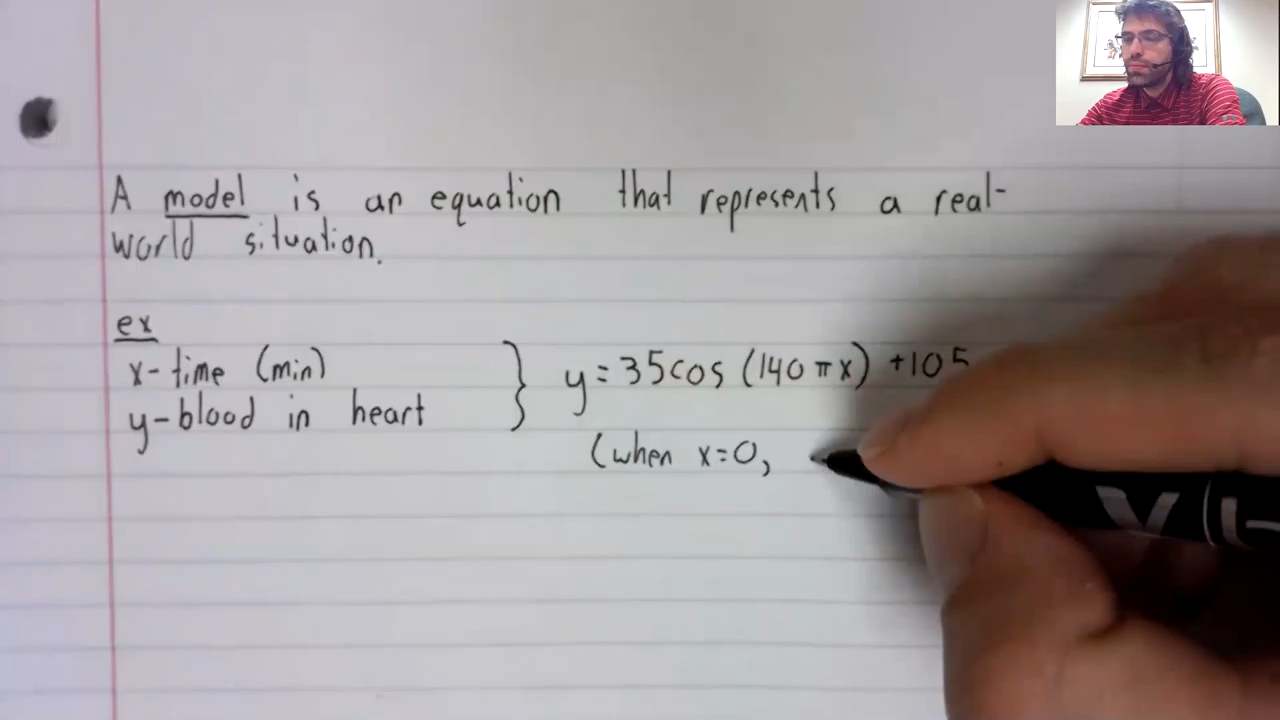 A model is an equation that represents a real-
world situation.
ex
x-time (min)
y-blood in heart
y=35cos (140πx) +105
(when x=0,